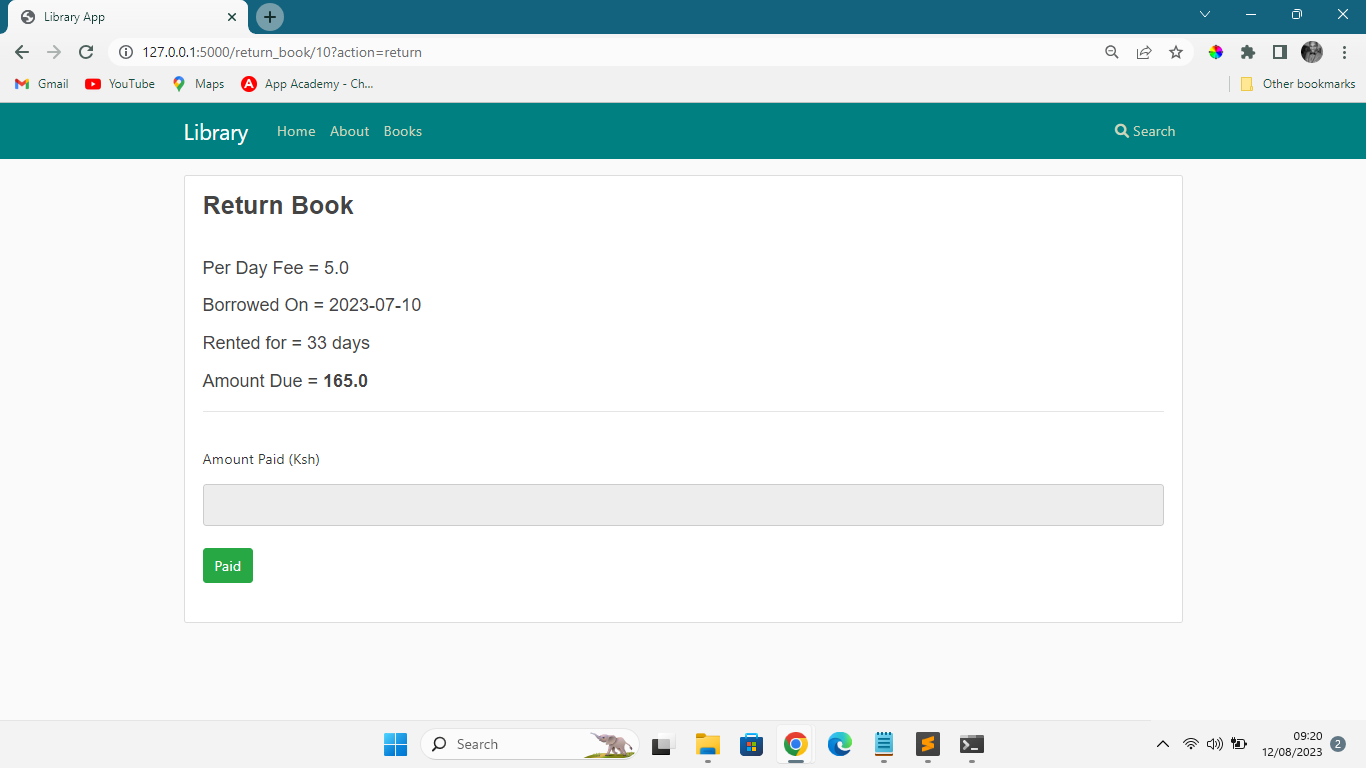 Library App
127.0.0.1:5000/return_book/10?action=return
Gmail YouTube Maps App Academy - Ch... Other bookmarks
Library Home About Books Search
Return Book
Per Day Fee = 5.0
Borrowed On = 2023-07-10
Rented for = 33 days
Amount Due = 165.0
Amount Paid (Ksh)
Paid
Search
09:20
12/08/2023 2